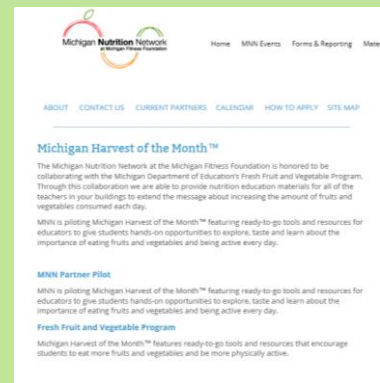 Michigan Nutrition Network
at Michigan Fitness Foundation
Home MNN Events Forms & Reporting Mate
ABOUT CONTACT US CURRENT PARTNERS CALENDAR HOW TO APPLY SITE MAP
Michigan Harvest of the Month™
The Michigan Nutrition Network at the Michigan Fitness Foundation is honored to be
collaborating with the Michigan Department of Education's Fresh Fruit and Vegetable Program.
Through this collaboration we are able to provide nutrition education materials for all of the
teachers in your buildings to extend the message about increasing the amount of fruits and
vegetables consumed each day.
MNN is piloting Michigan Harvest of the Month™ featuring ready-to-go tools and resources for
educators to give students hands-on opportunities to explore, taste and learn about the
importance of eating fruits and vegetables and being active every day.
MNN Partner Pilot
MNN is piloting Michigan Harvest of the Month™ featuring ready-to-go tools and resources for
educators to give students hands-on opportunities to explore, taste and learn about the
importance of eating fruits and vegetables and being active every day.
Fresh Fruit and Vegetable Program
Michigan Harvest of the Month™ features ready-to-go tools and resources that encourage
students to eat more fruits and vegetables and be more physically active.